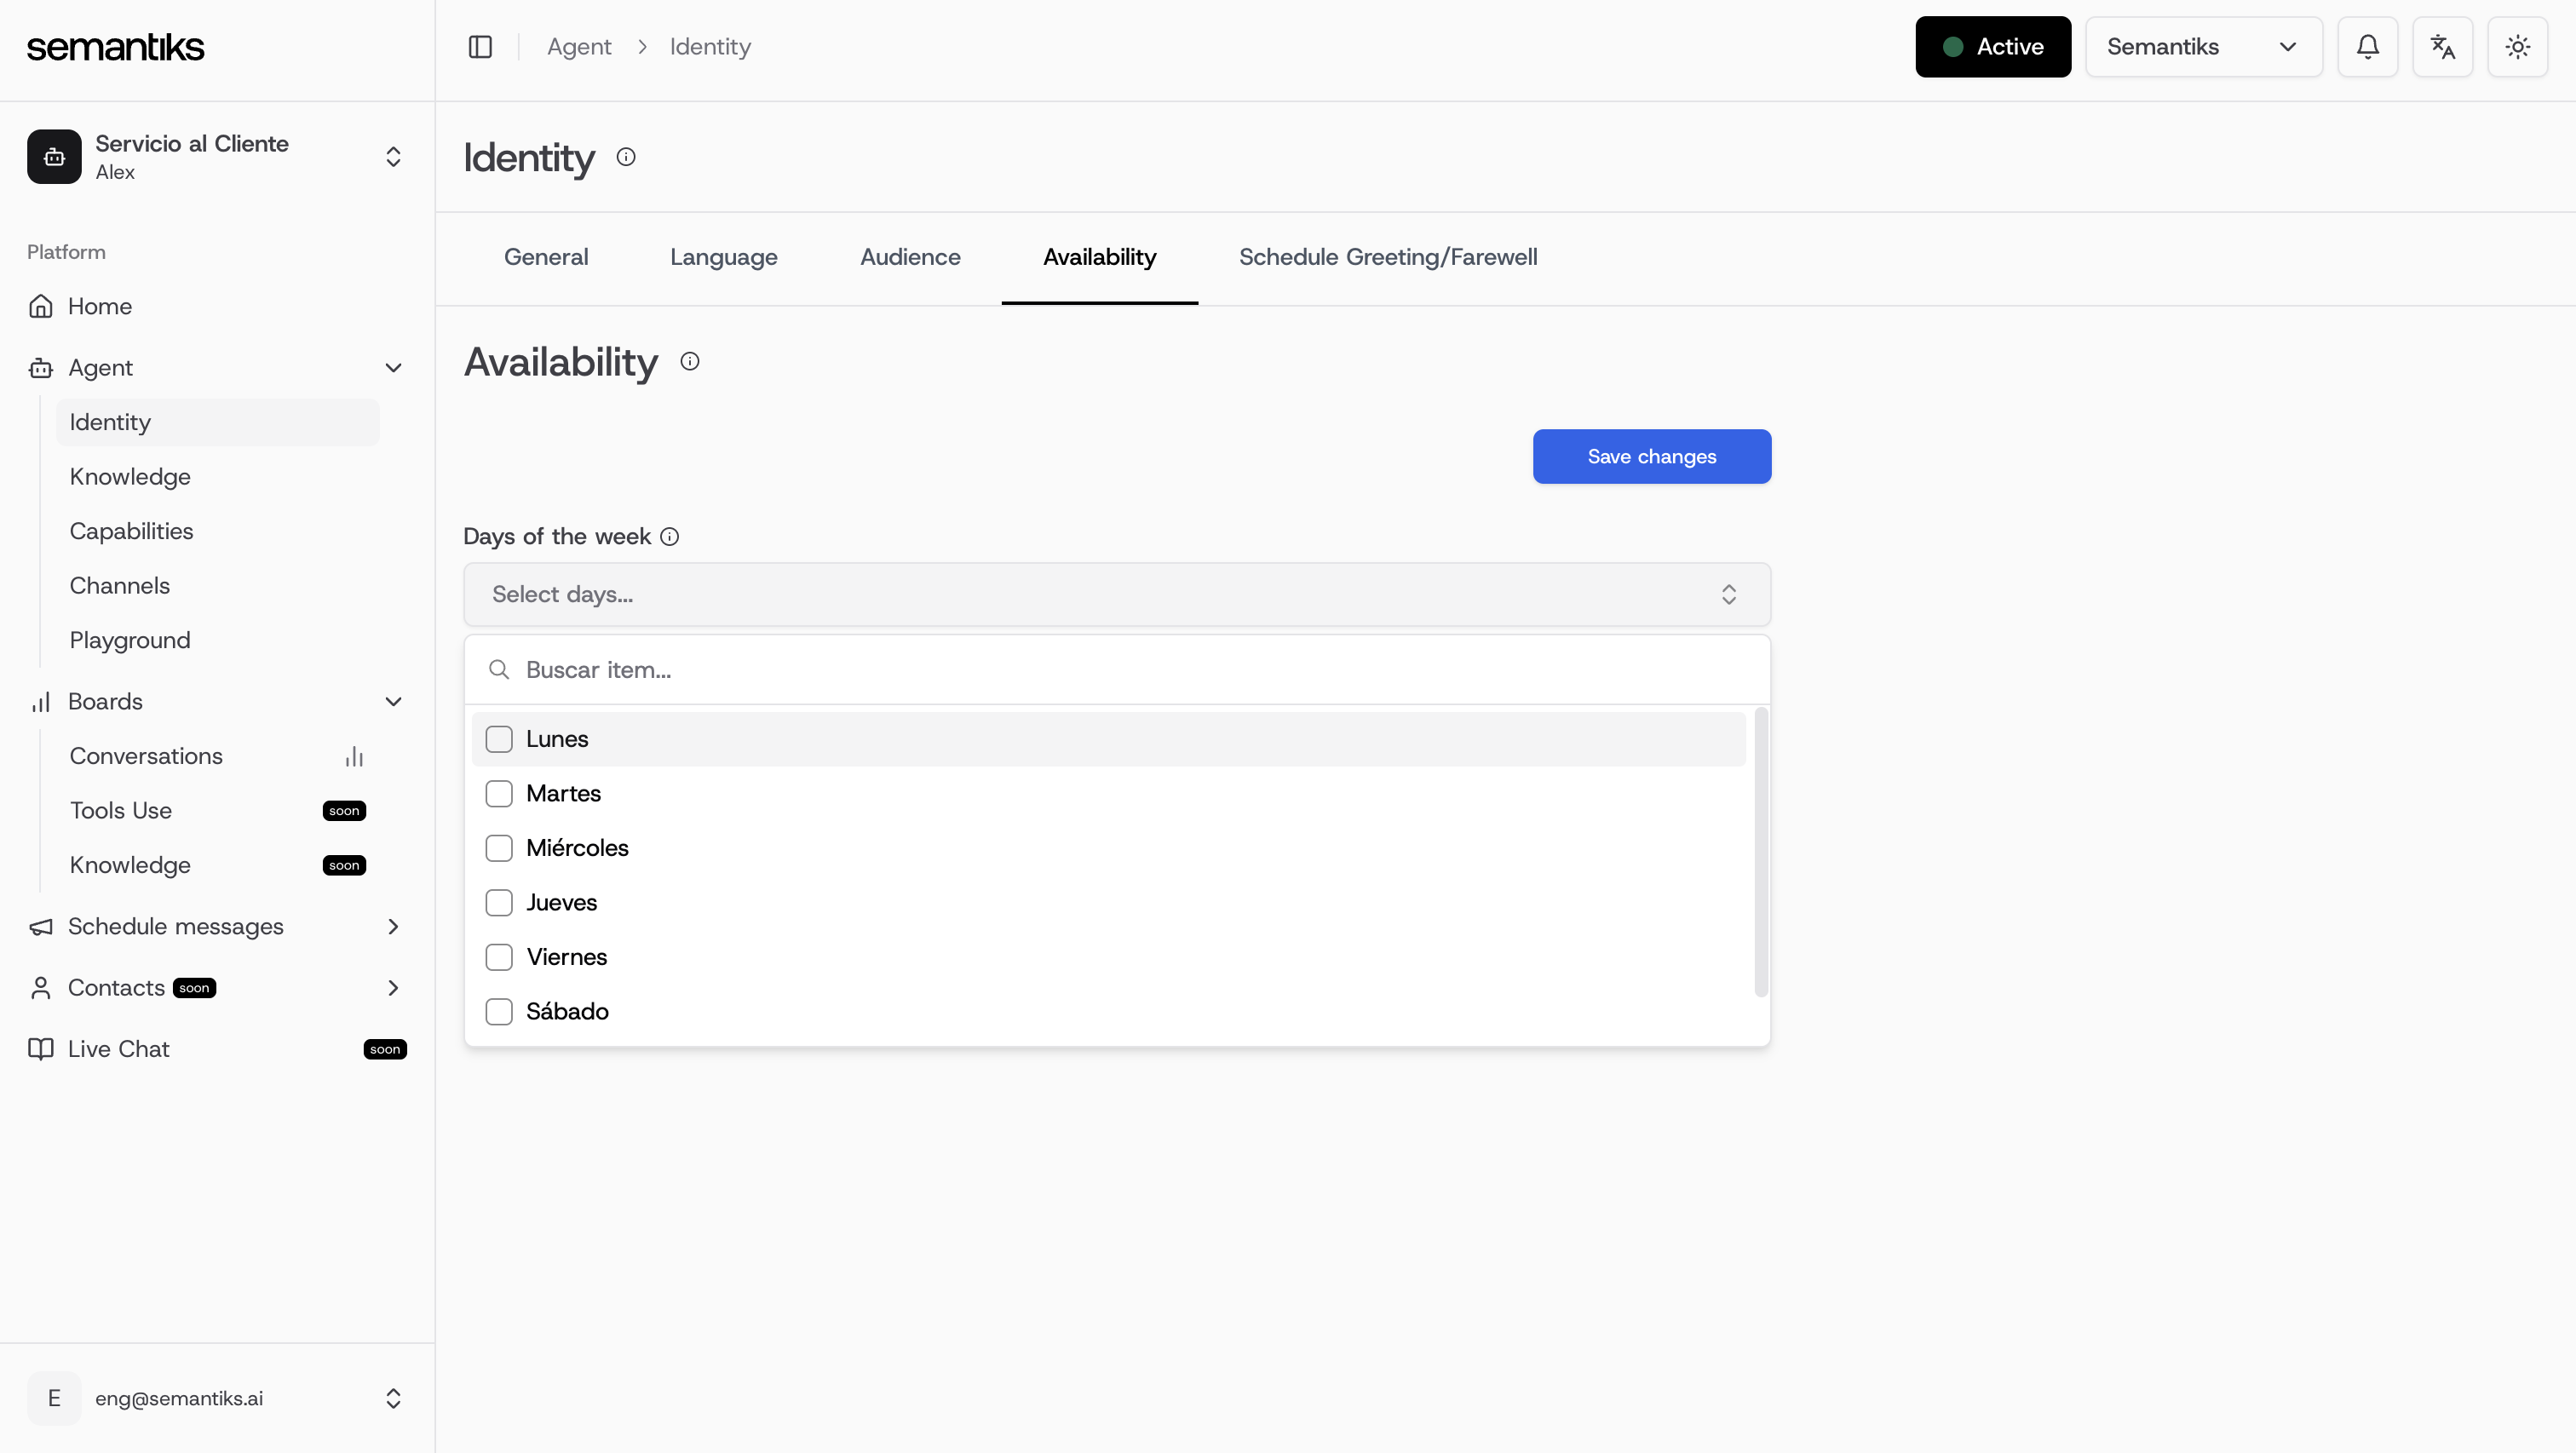 semantiks
Agent > Identity
Active
Semantiks
Servicio al Cliente
Alex
Platform
Home
Agent
Identity
Knowledge
Capabilities
Channels
Playground
Boards
Conversations
Tools Use soon
Knowledge soon
Schedule messages
Contacts soon
Live Chat soon
E eng@semantiks.ai
Identity
General Language Audience Availability Schedule Greeting/Farewell
Availability
Save changes
Days of the week
Select days...
Buscar item...
Lunes
Martes
Miércoles
Jueves
Viernes
Sábado